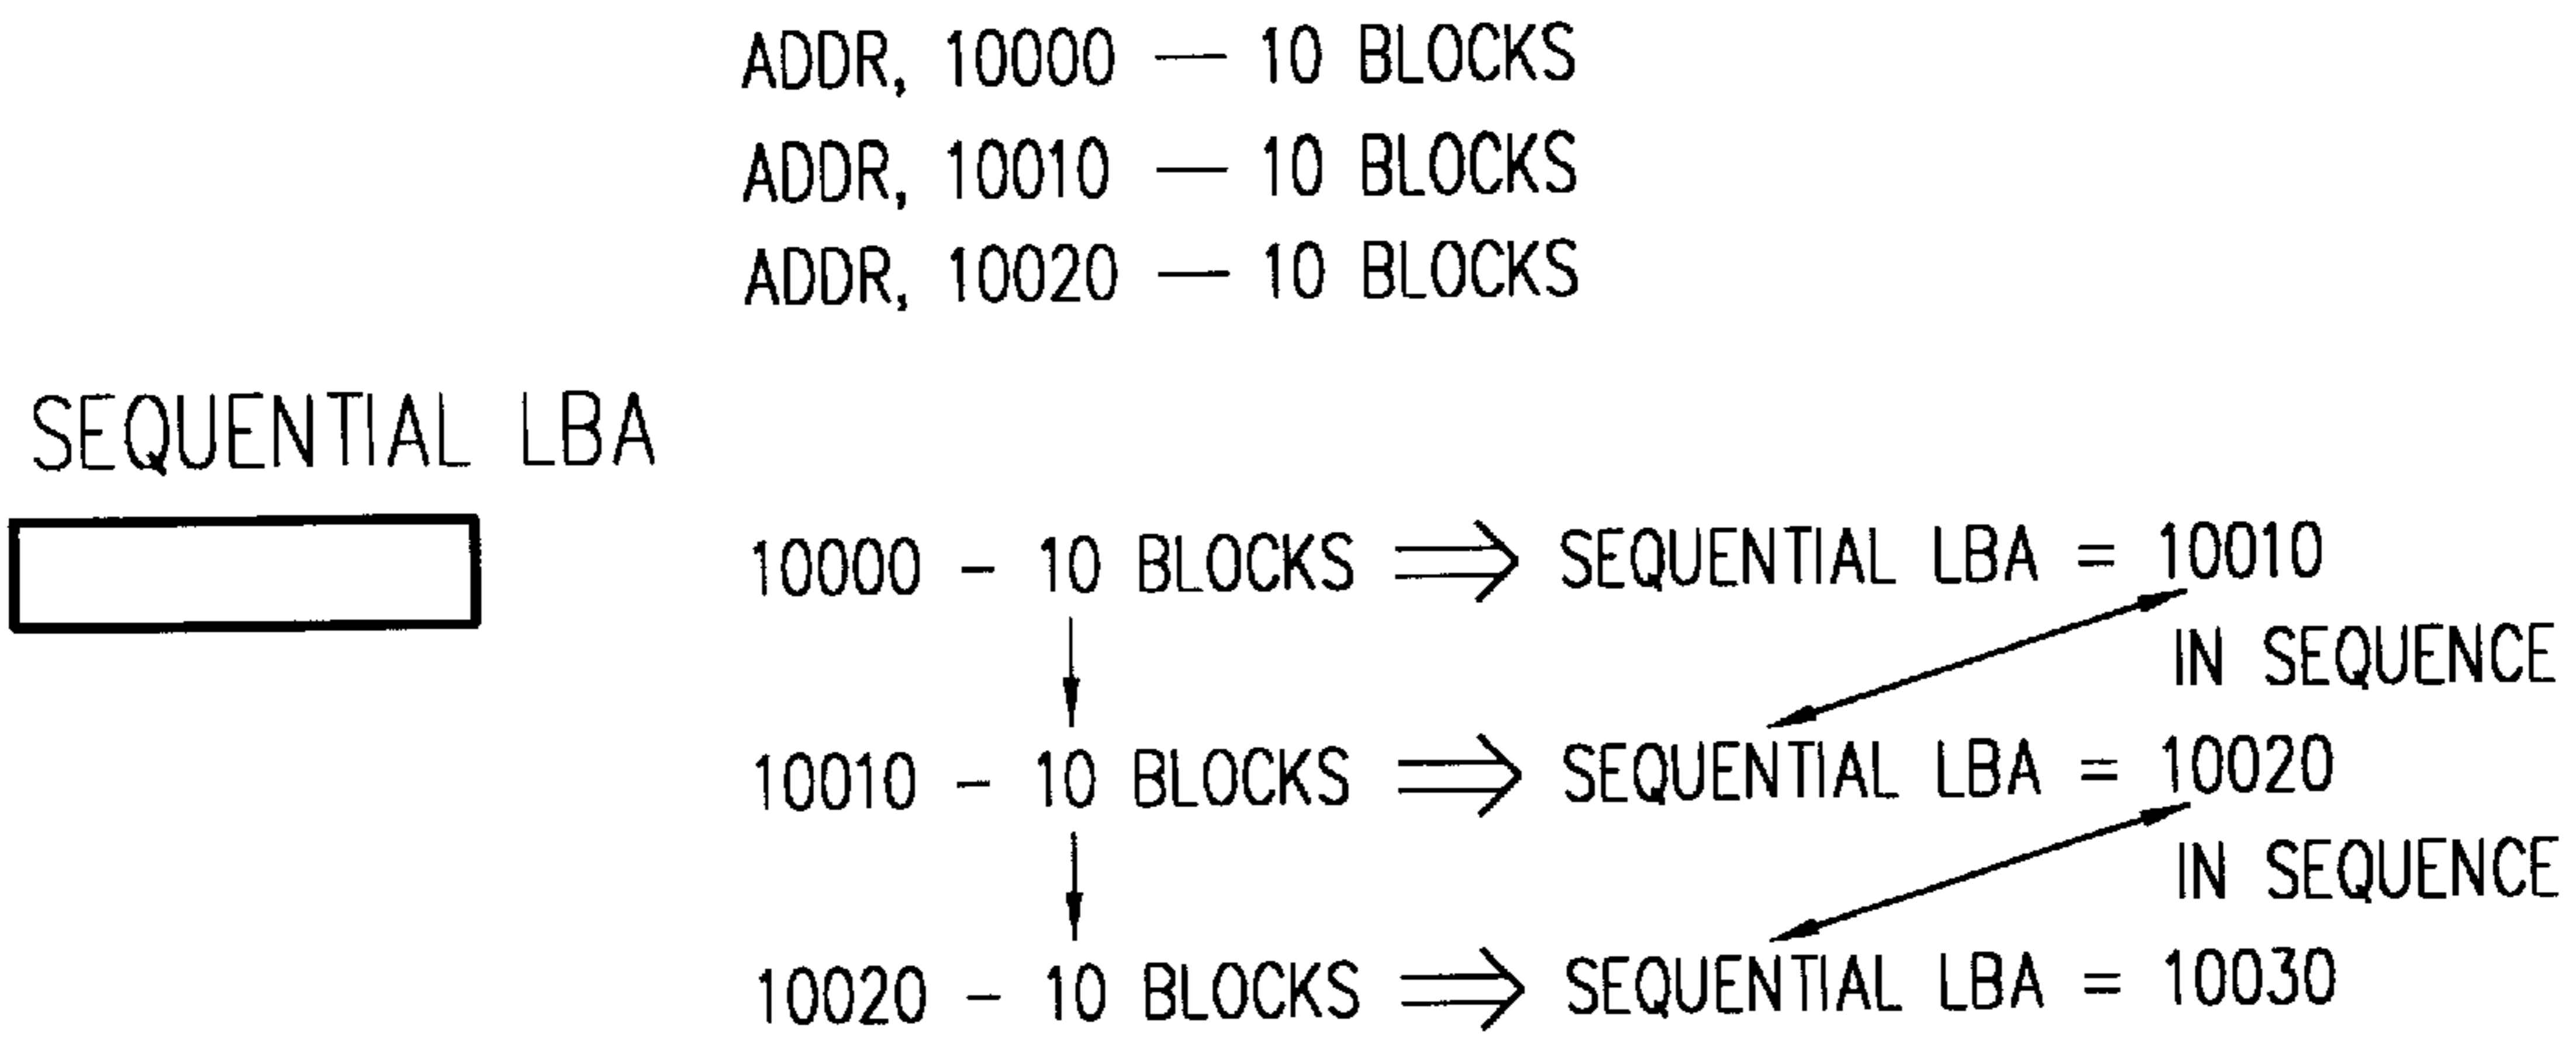 ADDR, 10000 — 10 BLOCKS
ADDR, 10010 — 10 BLOCKS
ADDR, 10020 — 10 BLOCKS
SEQUENTIAL LBA
10000 - 10 BLOCKS ⇒ SEQUENTIAL LBA = 10010
IN SEQUENCE
10010 - 10 BLOCKS ⇒ SEQUENTIAL LBA = 10020
IN SEQUENCE
10020 - 10 BLOCKS ⇒ SEQUENTIAL LBA = 10030